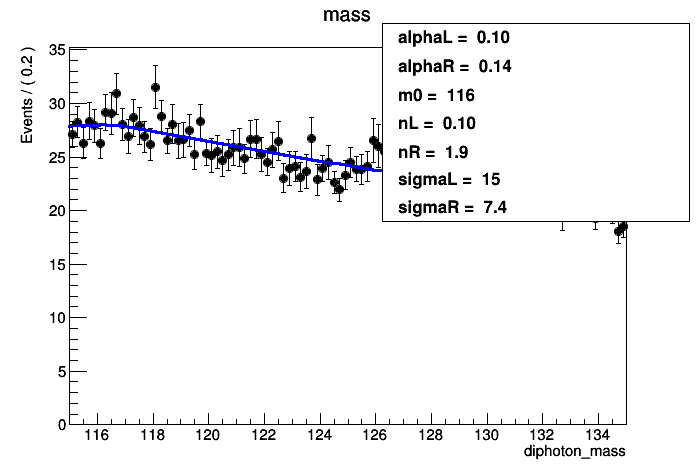 mass
alphaL = 0.10
alphaR = 0.14
m0 = 116
nL = 0.10
nR = 1.9
sigmaL = 15
sigmaR = 7.4
Events / ( 0.2 )
35
30
25
20
15
10
5
0
116 118 120 122 124 126 128 130 132 134
diphoton_mass